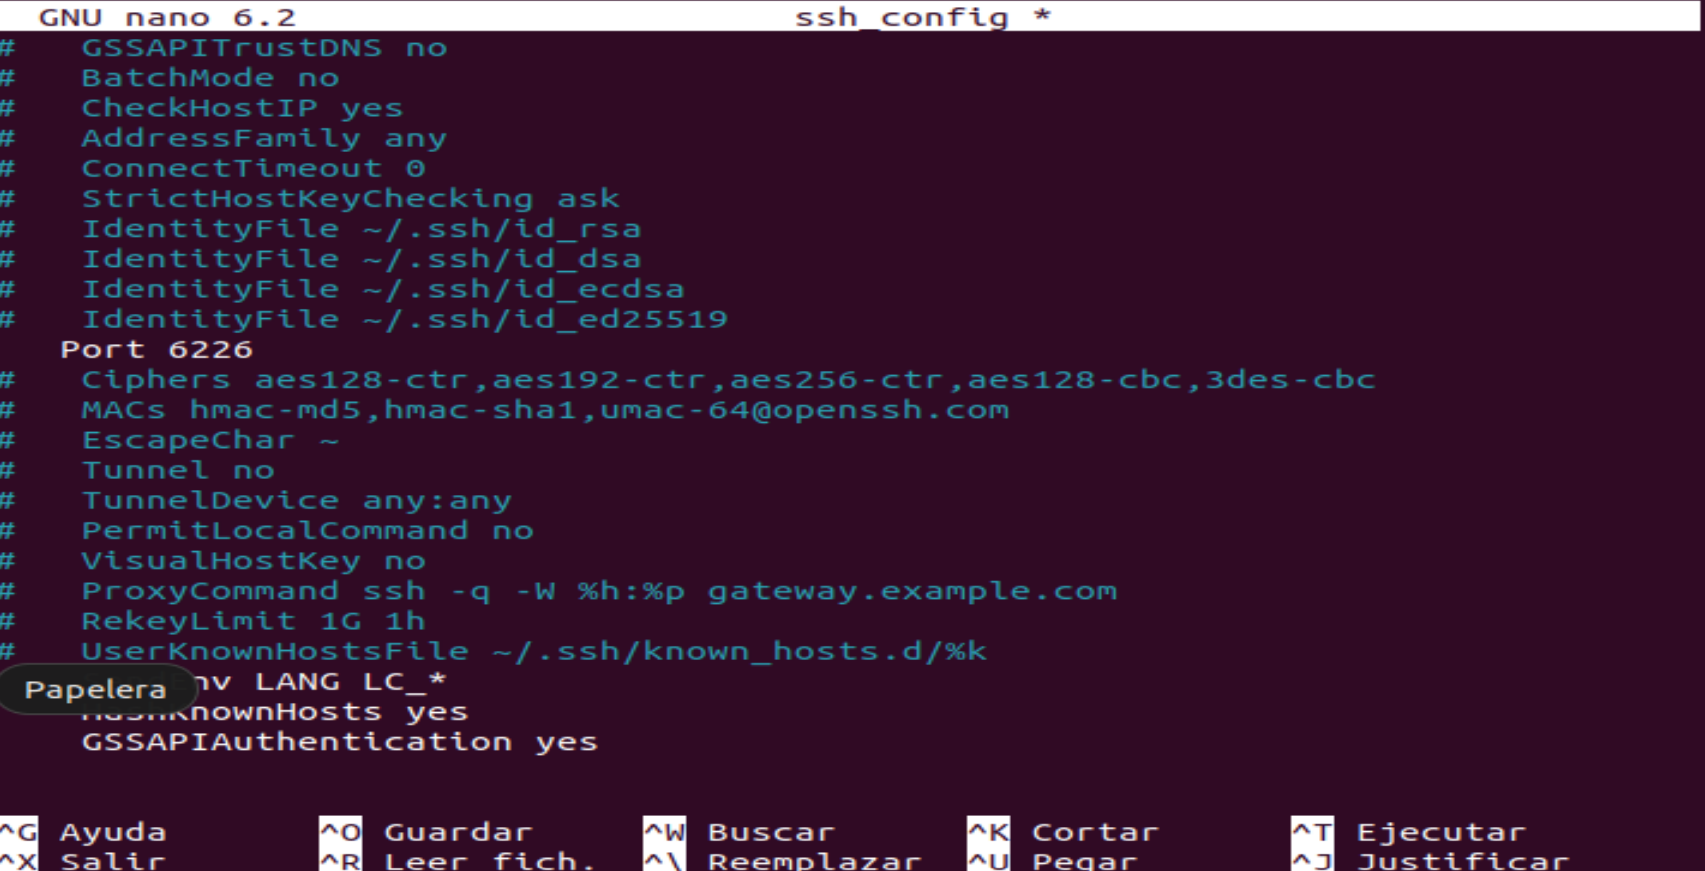 GNU nano 6.2 ssh_config *
# GSSAPITrustDNS no
# BatchMode no
# CheckHostIP yes
# AddressFamily any
# ConnectTimeout 0
# StrictHostKeyChecking ask
# IdentityFile ~/.ssh/id_rsa
# IdentityFile ~/.ssh/id_dsa
# IdentityFile ~/.ssh/id_ecdsa
# IdentityFile ~/.ssh/id_ed25519
Port 6226
# Ciphers aes128-ctr,aes192-ctr,aes256-ctr,aes128-cbc,3des-cbc
# MACs hmac-md5,hmac-sha1,umac-64@openssh.com
# EscapeChar ~
# Tunnel no
# TunnelDevice any:any
# PermitLocalCommand no
# VisualHostKey no
# ProxyCommand ssh -q -W %h:%p gateway.example.com
# RekeyLimit 1G 1h
# UserKnownHostsFile ~/.ssh/known_hosts.d/%k
Papelera
LANG LC_*
HashKnownHosts yes
GSSAPIAuthentication yes
^G Ayuda ^O Guardar ^W Buscar ^K Cortar ^T Ejecutar
^X Salir ^R Leer fich. ^\ Reemplazar ^U Pegar ^J Justificar